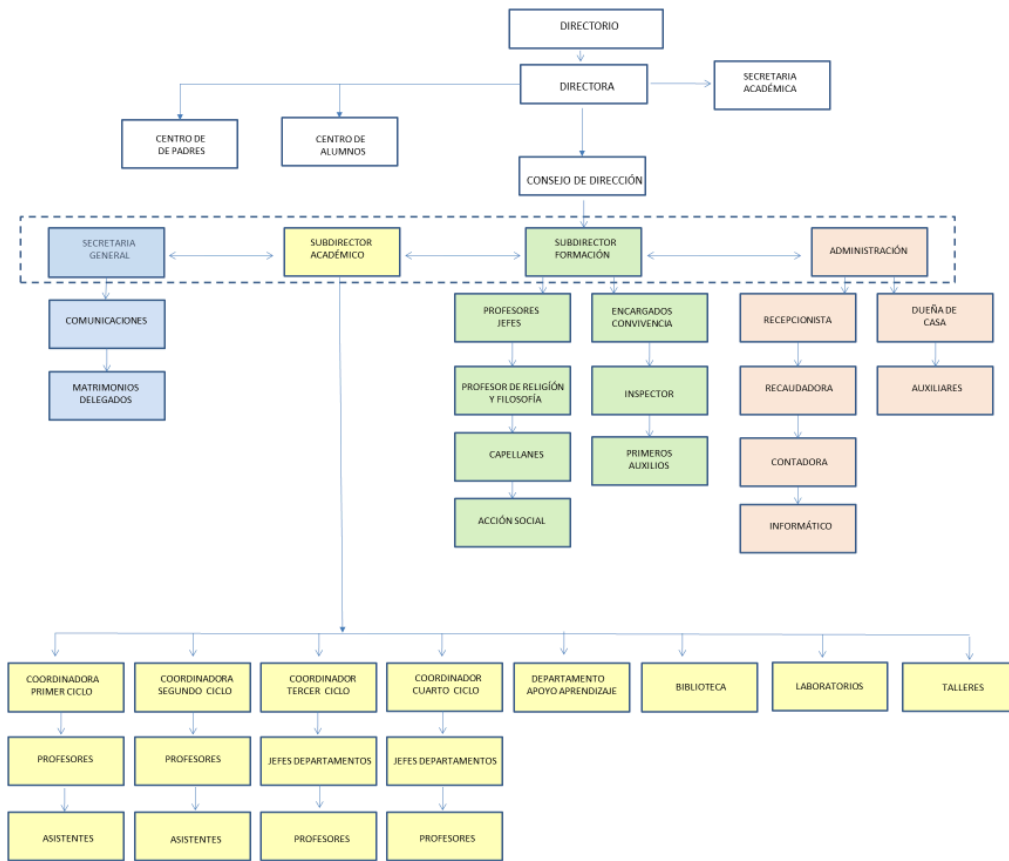 DIRECTORIO
DIRECTORA
SECRETARIA
ACADÉMICA
CENTRO DE
DE PADRES
CENTRO DE
ALUMNOS
CONSEJO DE DIRECCIÓN
SECRETARIA
GENERAL
SUBDIRECTOR
ACADÉMICO
SUBDIRECTOR
FORMACIÓN
ADMINISTRACIÓN
COMUNICACIONES
PROFESORES
JEFES
ENCARGADOS
CONVIVENCIA
RECEPCIONISTA
DUEÑA DE
CASA
MATRIMONIOS
DELEGADOS
PROFESOR DE RELIGÍÓN
Y FILOSOFÍA
INSPECTOR
RECAUDADORA
AUXILIARES
CAPELLANES
PRIMEROS
AUXILIOS
CONTADORA
ACCIÓN SOCIAL
INFORMÁTICO
COORDINADORA
PRIMER CICLO
COORDINADORA
SEGUNDO CICLO
COORDINADOR
TERCER CICLO
COORDINADOR
CUARTO CICLO
DEPARTAMENTO
APOYO APRENDIZAJE
BIBLIOTECA
LABORATORIOS
TALLERES
PROFESORES
PROFESORES
JEFES DEPARTAMENTOS
JEFES DEPARTAMENTOS
ASISTENTES
ASISTENTES
PROFESORES
PROFESORES